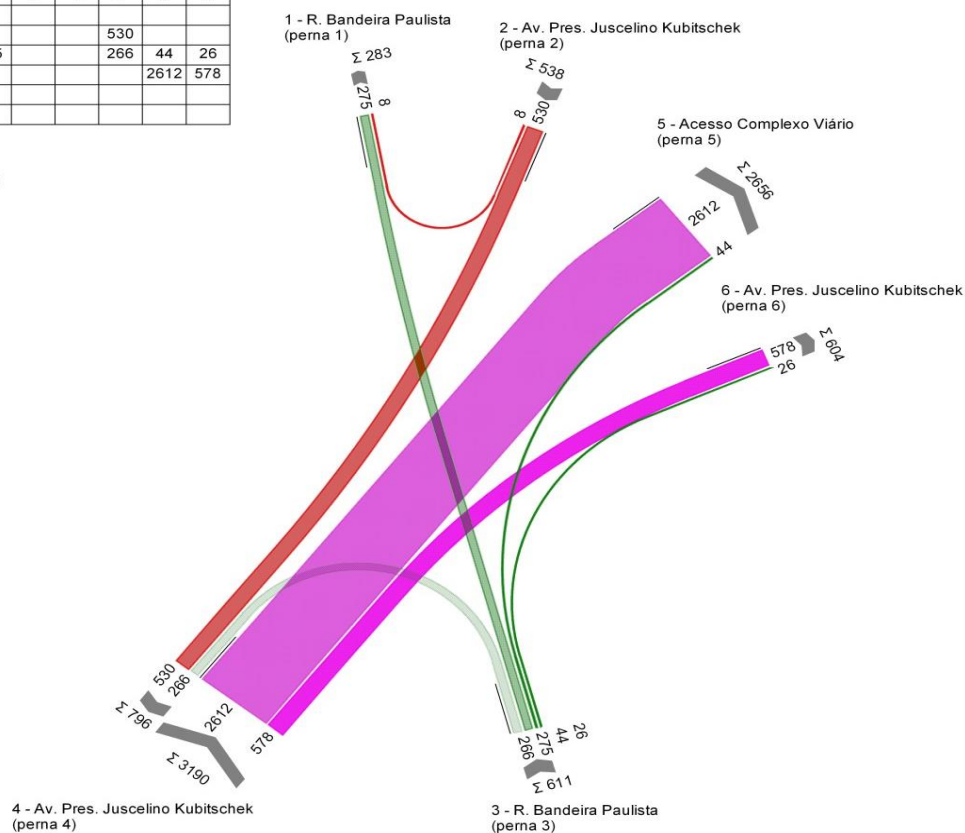 530
266 44 26
2612 578
1 - R. Bandeira Paulista
(perna 1)
Σ 283
275
8
2 - Av. Pres. Juscelino Kubitschek
(perna 2)
Σ 538
8
530
5 - Acesso Complexo Viário
(perna 5)
Σ 2656
2612
44
6 - Av. Pres. Juscelino Kubitschek
(perna 6)
578
Σ 604
26
530
266
Σ 796
2612
578
Σ 3190
4 - Av. Pres. Juscelino Kubitschek
(perna 4)
266
275
44
26
Σ 611
3 - R. Bandeira Paulista
(perna 3)